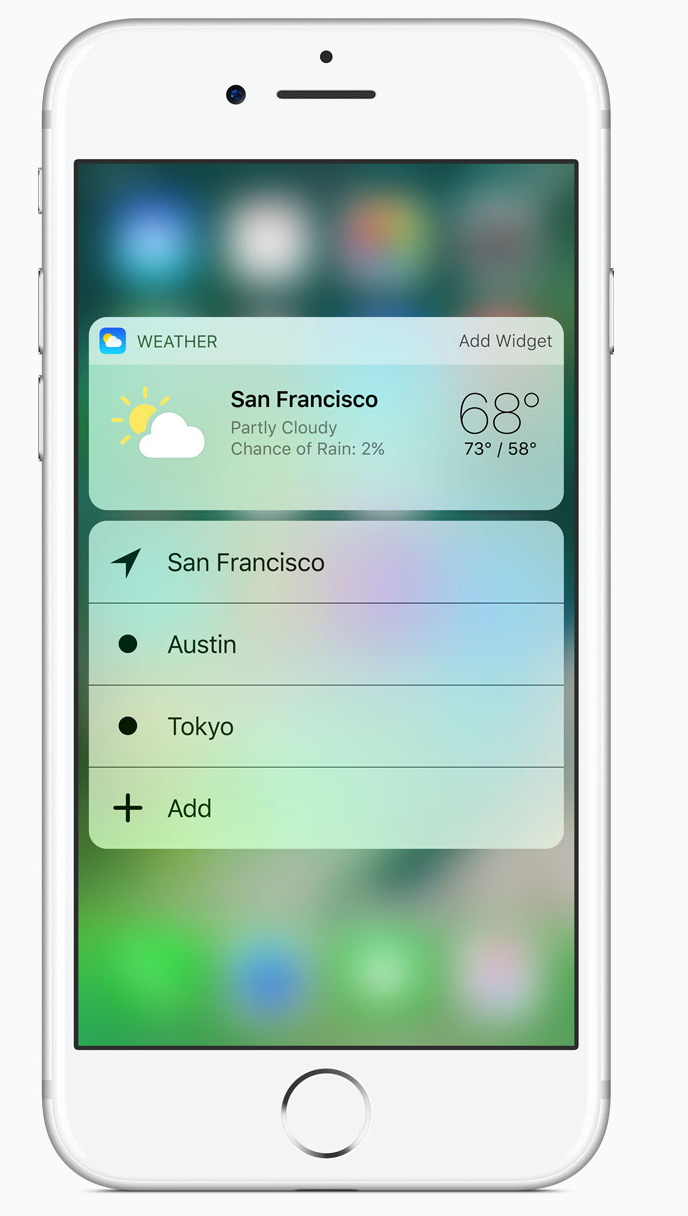 WEATHER Add Widget
San Francisco 68°
Partly Cloudy
Chance of Rain: 2% 73° / 58°
San Francisco
Austin
Tokyo
Add